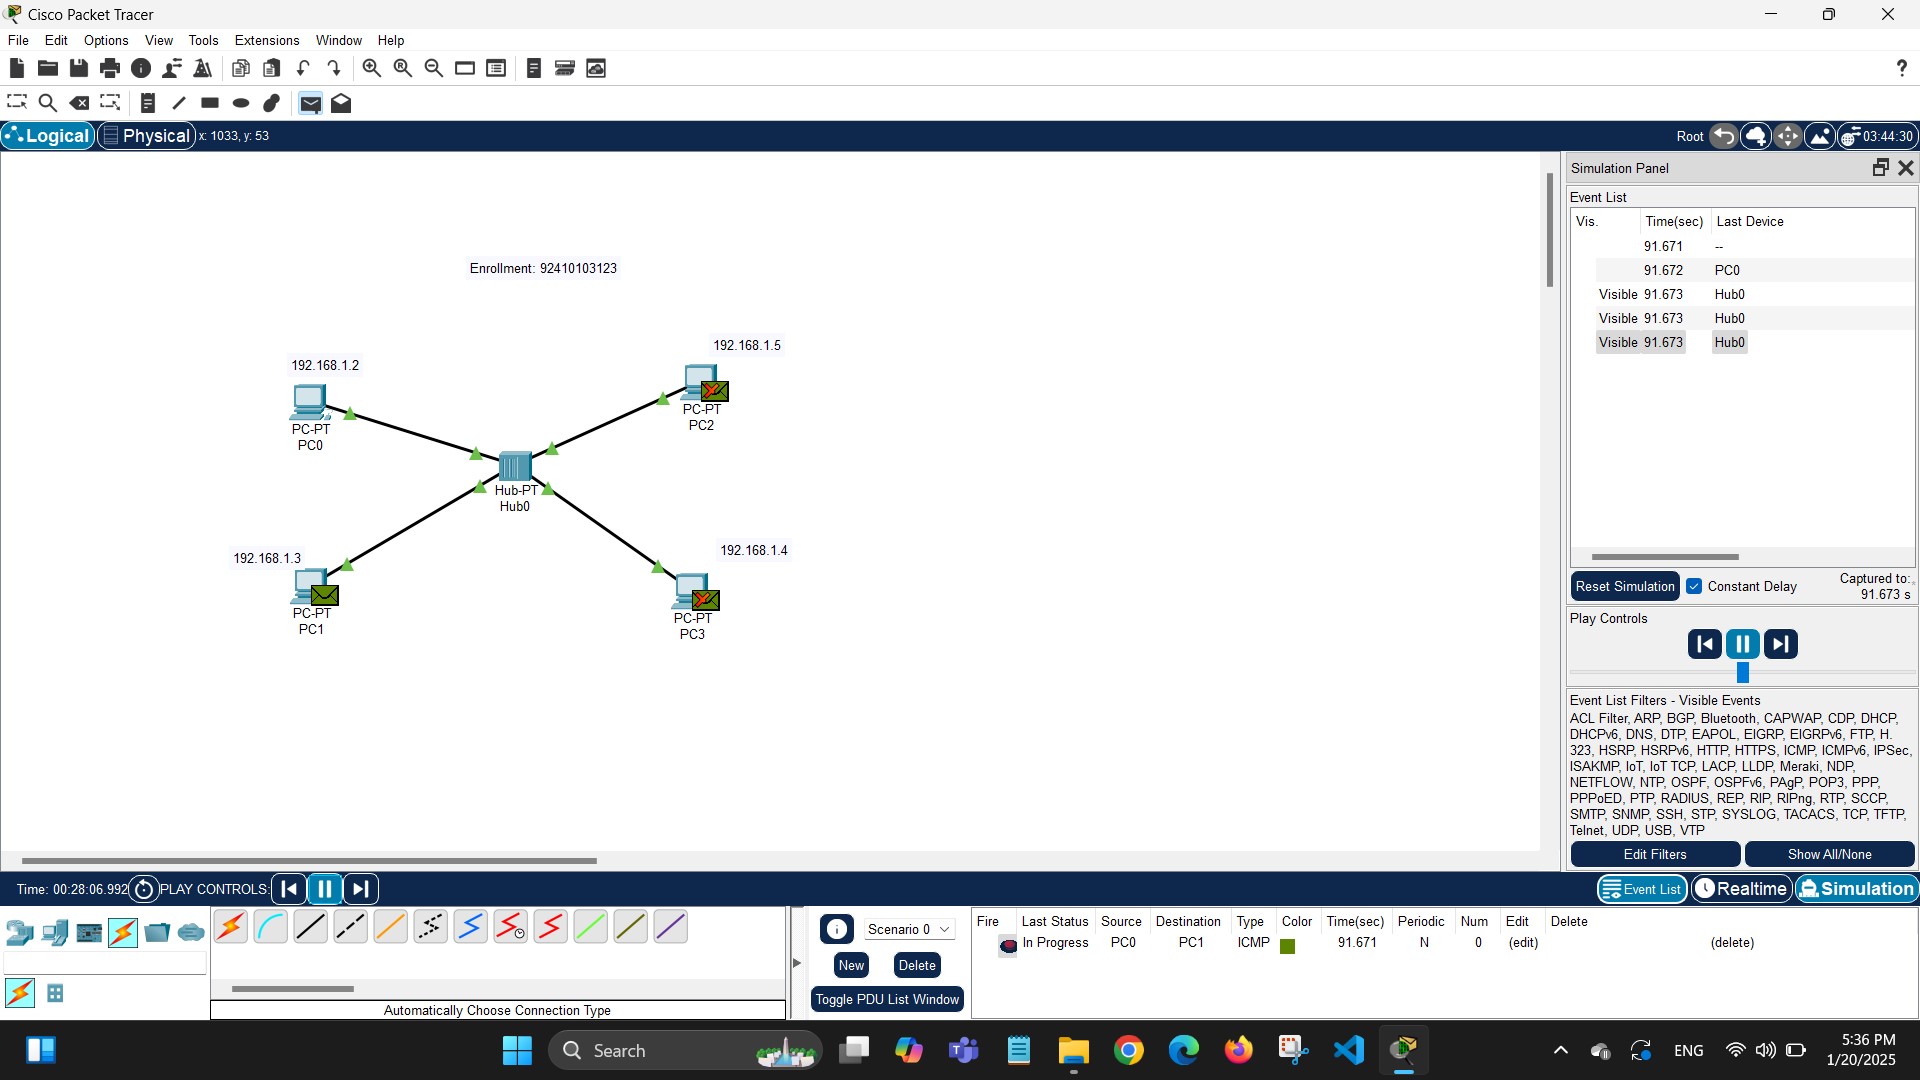 Cisco Packet Tracer
File Edit Options View Tools Extensions Window Help
?
Logical Physical x: 1033, y: 53 Root 03:44:30
Enrollment: 92410103123
192.168.1.5
192.168.1.2
PC-PT
PC2
PC-PT
PC0
Hub-PT
Hub0
192.168.1.3
192.168.1.4
PC-PT
PC1
PC-PT
PC3
Simulation Panel
Event List
Vis. Time(sec) Last Device
91.671 --
91.672 PC0
Visible 91.673 Hub0
Visible 91.673 Hub0
Visible 91.673 Hub0
Reset Simulation Constant Delay Captured to:
91.673 s
Play Controls
Event List Filters - Visible Events
ACL Filter, ARP, BGP, Bluetooth, CAPWAP, CDP, DHCP,
DHCPv6, DNS, DTP, EAPOL, EIGRP, EIGRPv6, FTP, H.
323, HSRP, HSRPv6, HTTP, HTTPS, ICMP, ICMPv6, IPSec,
ISAKMP, IoT, IoT TCP, LACP, LLDP, Meraki, NDP,
NETFLOW, NTP, OSPF, OSPFv6, PAgP, POP3, PPP,
PPPoED, PTP, RADIUS, REP, RIP, RIPng, RTP, SCCP,
SMTP, SNMP, SSH, STP, SYSLOG, TACACS, TCP, TFTP,
Telnet, UDP, USB, VTP
Edit Filters Show All/None
Time: 00:28:06.992 PLAY CONTROLS: Event List Realtime Simulation
Automatically Choose Connection Type
Scenario 0
New Delete
Toggle PDU List Window
Fire Last Status Source Destination Type Color Time(sec) Periodic Num Edit Delete
In Progress PC0 PC1 ICMP 91.671 N 0 (edit) (delete)
Search
ENG
5:36 PM
1/20/2025